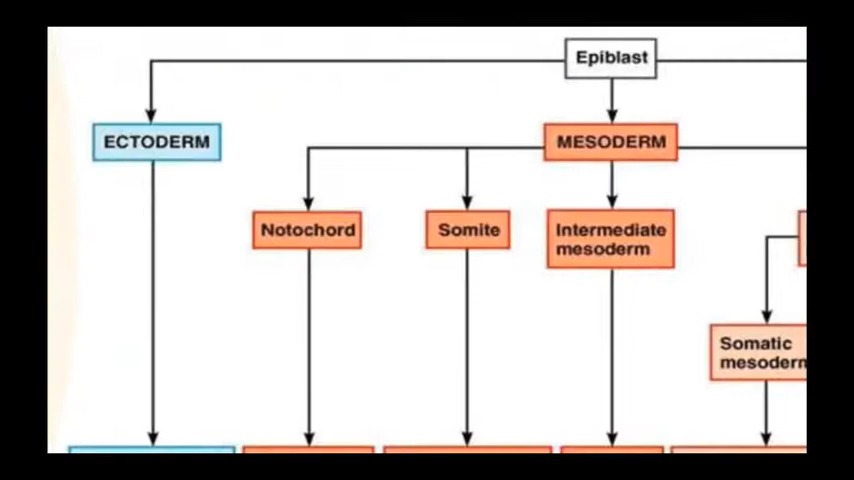 Epiblast
ECTODERM
MESODERM
Notochord
Somite
Intermediate
mesoderm
Somatic
mesoderm